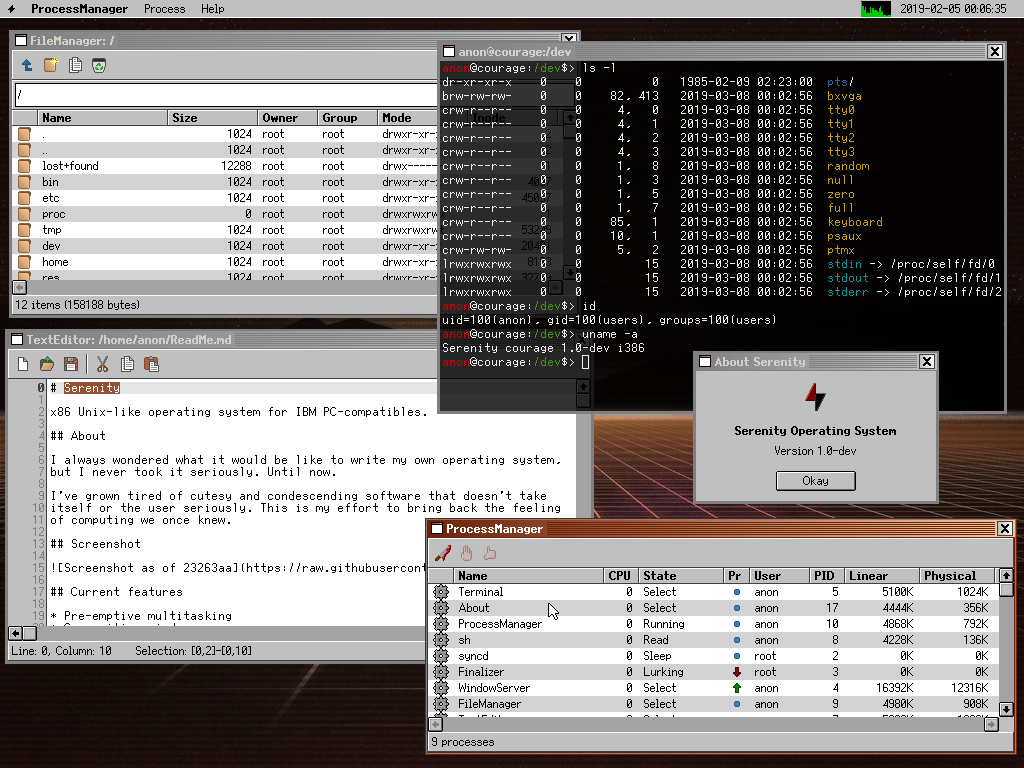 ProcessManager Process Help 2019-02-05 00:06:35
FileManager: /
/
Name Size Owner Group Mode Inode
. 1024 root root drwxr-xr-
.. 1024 root root drwxr-xr-
lost+found 12288 root root drwx-----
bin 1024 root root drwxr-xr-
etc 1024 root root drwxr-xr-
proc 0 root root drwxrwxrw
tmp 1024 root root drwxrwxrw
dev 1024 root root drwxr-xr-
home 1024 root root drwxr-xr-
res 1024 root root drwxr-xr-
12 items (158188 bytes)
anon@courage:/dev
anon@courage:/dev$> ls -l
dr-xr-xr-x 0 0 0 1985-02-09 02:23:00 pts/
brw-rw-rw- 0 0 82, 413 2019-03-08 00:02:56 bxvga
crw-r--r-- 0 0 4, 0 2019-03-08 00:02:56 tty0
crw-r--r-- 0 0 4, 1 2019-03-08 00:02:56 tty1
crw-r--r-- 0 0 4, 2 2019-03-08 00:02:56 tty2
crw-r--r-- 0 0 4, 3 2019-03-08 00:02:56 tty3
crw-r--r-- 0 0 1, 8 2019-03-08 00:02:56 random
crw-r--r-- 0 0 1, 3 2019-03-08 00:02:56 null
crw-r--r-- 0 0 1, 5 2019-03-08 00:02:56 zero
crw-r--r-- 0 0 1, 7 2019-03-08 00:02:56 full
crw-r--r-- 0 0 85, 1 2019-03-08 00:02:56 keyboard
crw-r--r-- 0 0 10, 1 2019-03-08 00:02:56 psaux
crw-rw-rw- 0 0 5, 2 2019-03-08 00:02:56 ptmx
lrwxrwxrwx 0 0 15 2019-03-08 00:02:56 stdin -> /proc/self/fd/0
lrwxrwxrwx 0 0 15 2019-03-08 00:02:56 stdout -> /proc/self/fd/1
lrwxrwxrwx 0 0 15 2019-03-08 00:02:56 stderr -> /proc/self/fd/2
anon@courage:/dev$> id
uid=100(anon), gid=100(users), groups=100(users)
anon@courage:/dev$> uname -a
Serenity courage 1.0-dev i386
anon@courage:/dev$>
TextEditor: /home/anon/ReadMe.md
0 # Serenity
1
2 x86 Unix-like operating system for IBM PC-compatibles.
3
4 ## About
5
6 I always wondered what it would be like to write my own operating system,
7 but I never took it seriously. Until now.
8
9 I've grown tired of cutesy and condescending software that doesn't take
10 itself or the user seriously. This is my effort to bring back the feeling
11 of computing we once knew.
12
13 ## Screenshot
14
15 ![Screenshot as of 23263aa](https://raw.githubusercont
16
17 ## Current features
18
19 * Pre-emptive multitasking
Line: 0, Column: 10 Selection: [0,2]-[0,10]
About Serenity
Serenity Operating System
Version 1.0-dev
Okay
ProcessManager
Name CPU State Pr User PID Linear Physical
Terminal 0 Select anon 5 5100K 1024K
About 0 Select anon 17 4444K 356K
ProcessManager 0 Running anon 10 4868K 792K
sh 0 Read anon 8 4228K 136K
syncd 0 Sleep root 2 0K 0K
Finalizer 0 Lurking root 3 0K 0K
WindowServer 0 Select anon 4 16392K 12316K
FileManager 0 Select anon 9 4980K 908K
9 processes